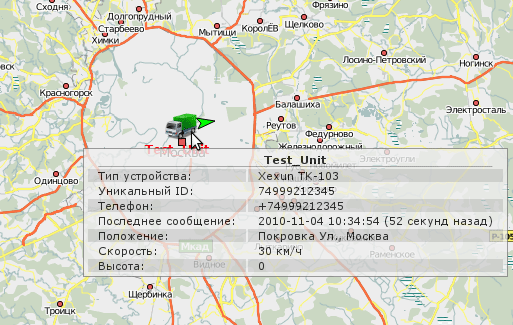 Сходня
Долгопрудный
Фрязино
Старбеево
Химки
Мытищи
КоролЁв
Щелково
Лосино-Петровский
Ногинск
Красногорск
Балашиха
Электросталь
Реутов
Федурново
Железнодорожный
Test_Unit
Москва
Электроугли
Одинцово
Test_Unit
Тип устройства: Xexun TK-103
Уникальный ID: 74999212345
Телефон: +74999212345
Последнее сообщение: 2010-11-04 10:34:54 (52 секунд назад)
Положение: Покровка Ул., Москва
Скорость: 30 км/ч
Высота: 0
Мкад
Видное
Раменское
P-105
Щербинка
Троицк